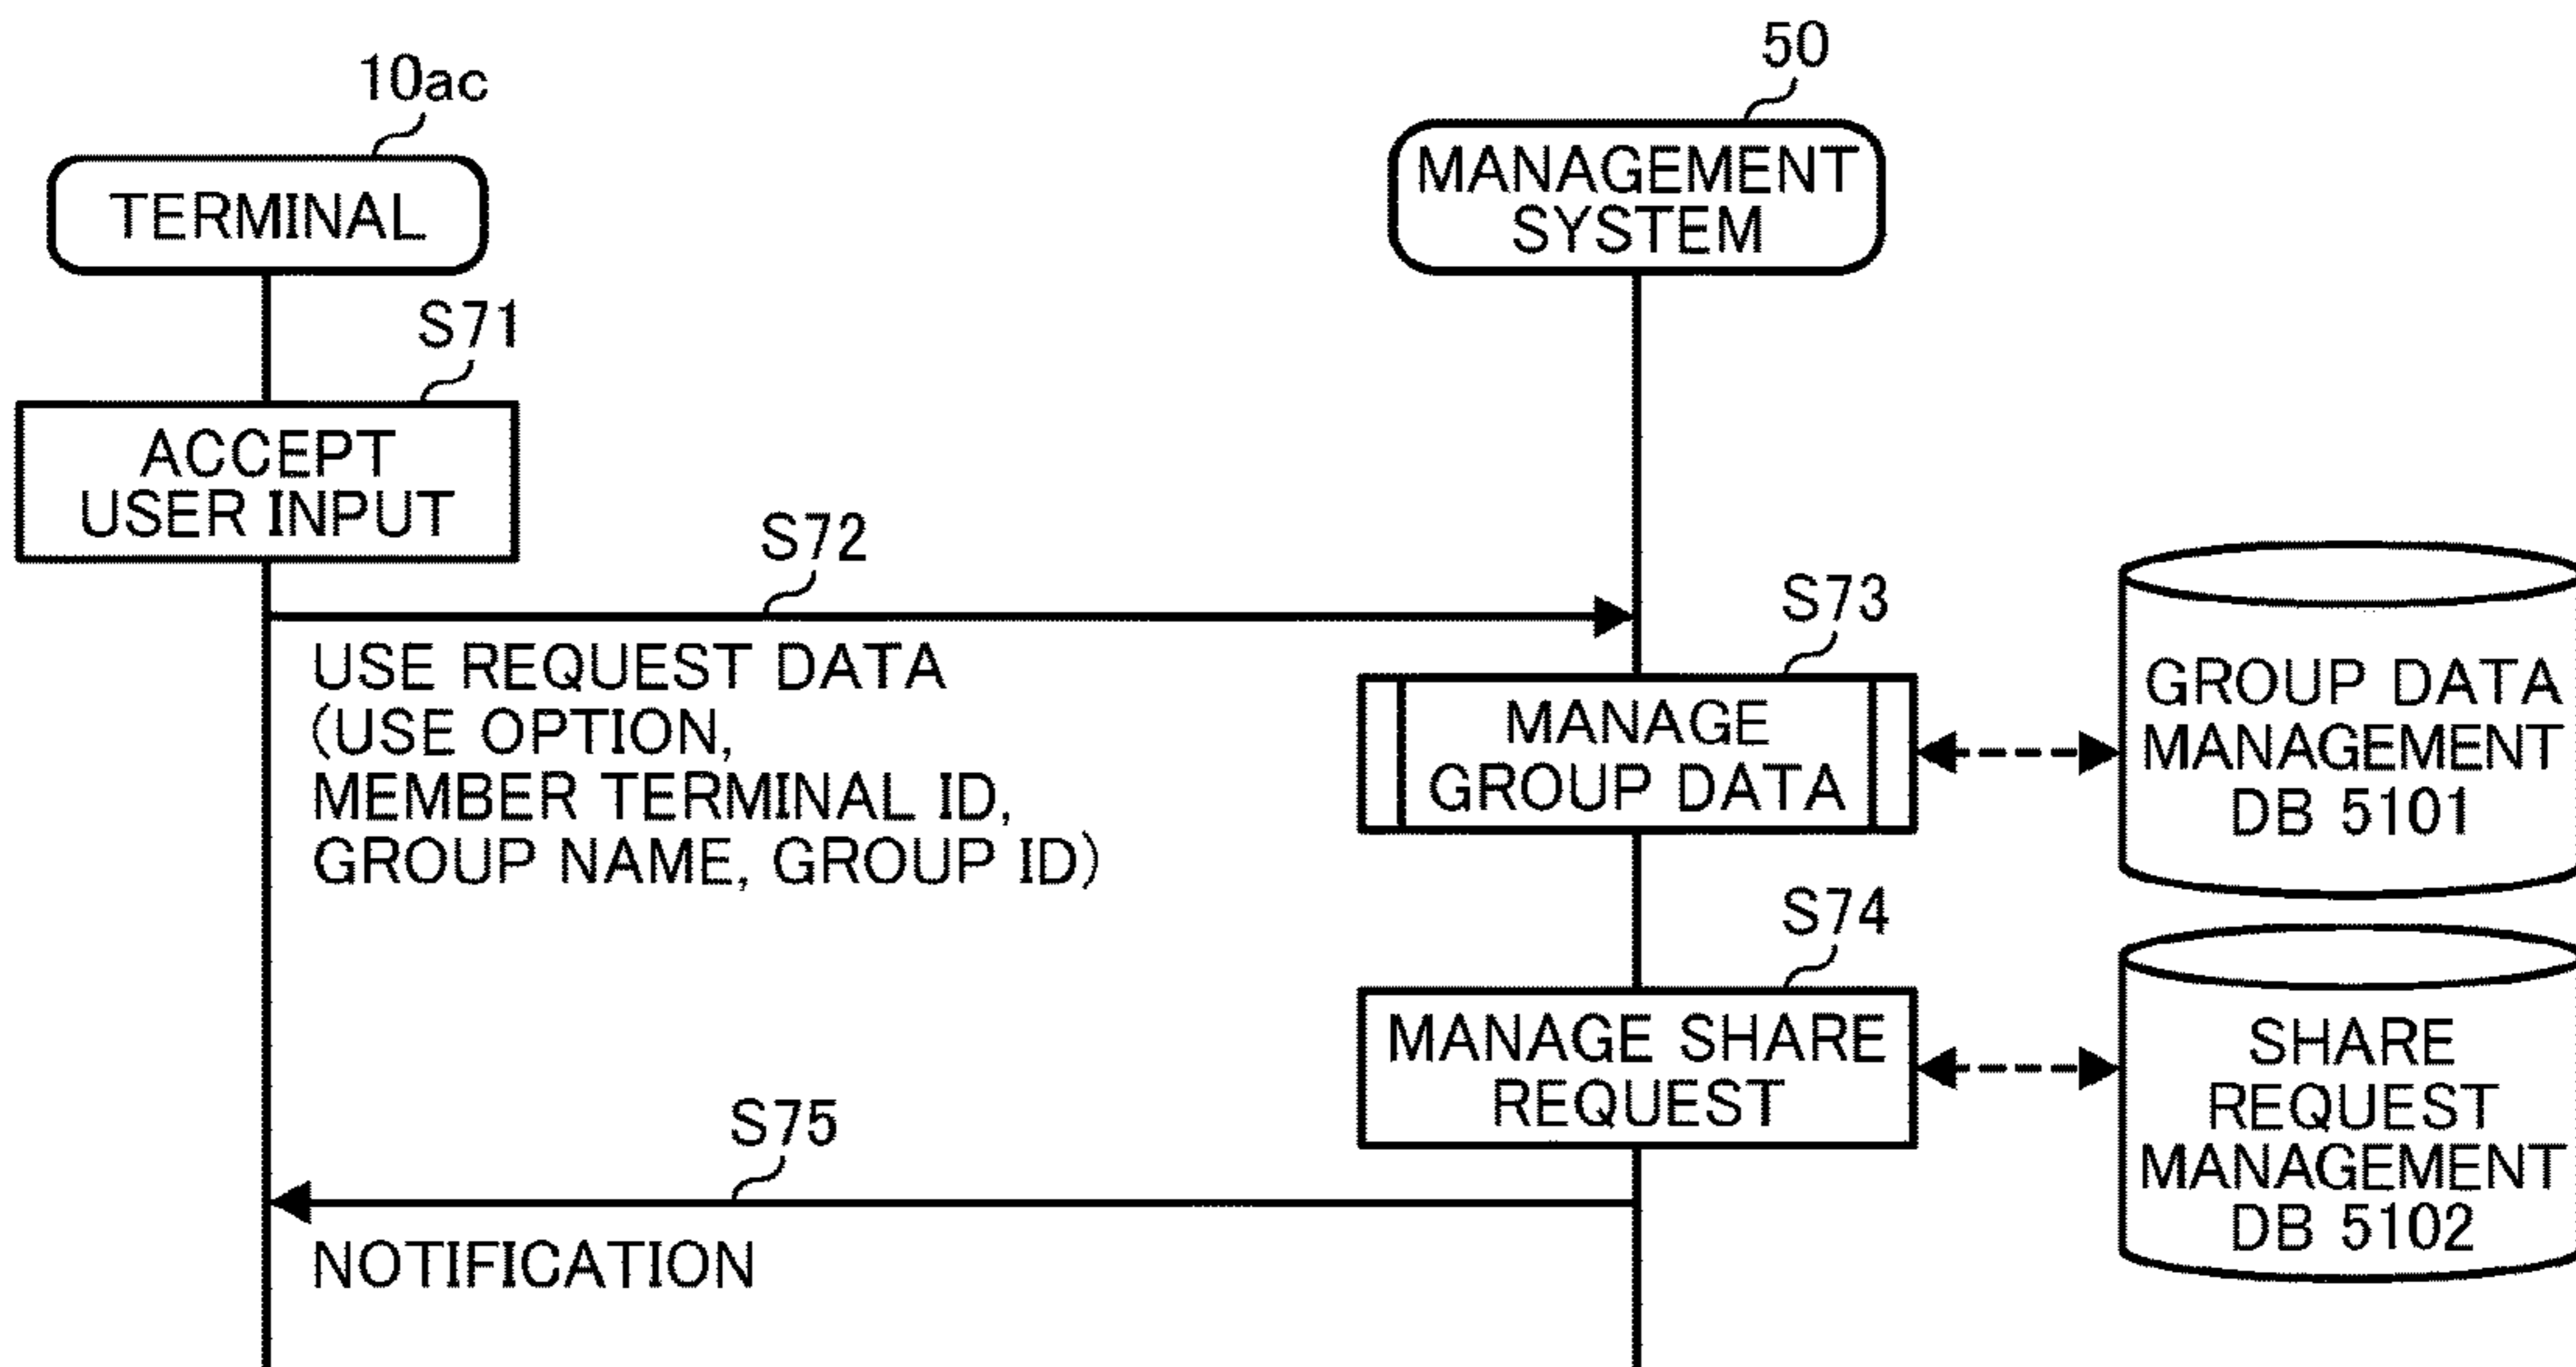 10ac
50
TERMINAL
MANAGEMENT
SYSTEM
S71
ACCEPT
USER INPUT
S72
USE REQUEST DATA
(USE OPTION,
MEMBER TERMINAL ID,
GROUP NAME, GROUP ID)
S73
MANAGE
GROUP DATA
GROUP DATA
MANAGEMENT
DB 5101
S74
MANAGE SHARE
REQUEST
SHARE
REQUEST
MANAGEMENT
DB 5102
S75
NOTIFICATION